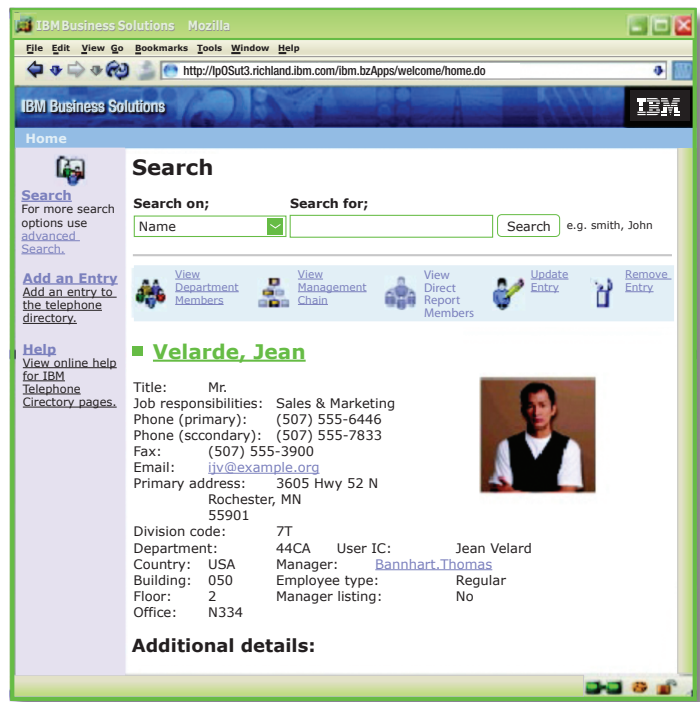 IBM Business Solutions Mozilla
File Edit View Go Bookmarks Tools Window Help
http://lp0Sut3.richland.ibm.com/ibm.bzApps/welcome/home.do
IBM Business Solutions
IBM
Home
Search
For more search
options use
advanced
Search.
Add an Entry
Add an entry to
the telephone
directory.
Help
View online help
for IBM
Telephone
Cirectory pages.
Search
Search on; Search for;
Name Search e.g. smith, John
View Department Members
View Management Chain
View Direct Report Members
Update Entry
Remove Entry
Velarde, Jean
Title: Mr.
Job responsibilities: Sales & Marketing
Phone (primary): (507) 555-6446
Phone (sccondary): (507) 555-7833
Fax: (507) 555-3900
Email: ijv@example.org
Primary address: 3605 Hwy 52 N
Rochester, MN
55901
Division code: 7T
Department: 44CA User IC: Jean Velard
Country: USA Manager: Bannhart,Thomas
Building: 050 Employee type: Regular
Floor: 2 Manager listing: No
Office: N334
Additional details: